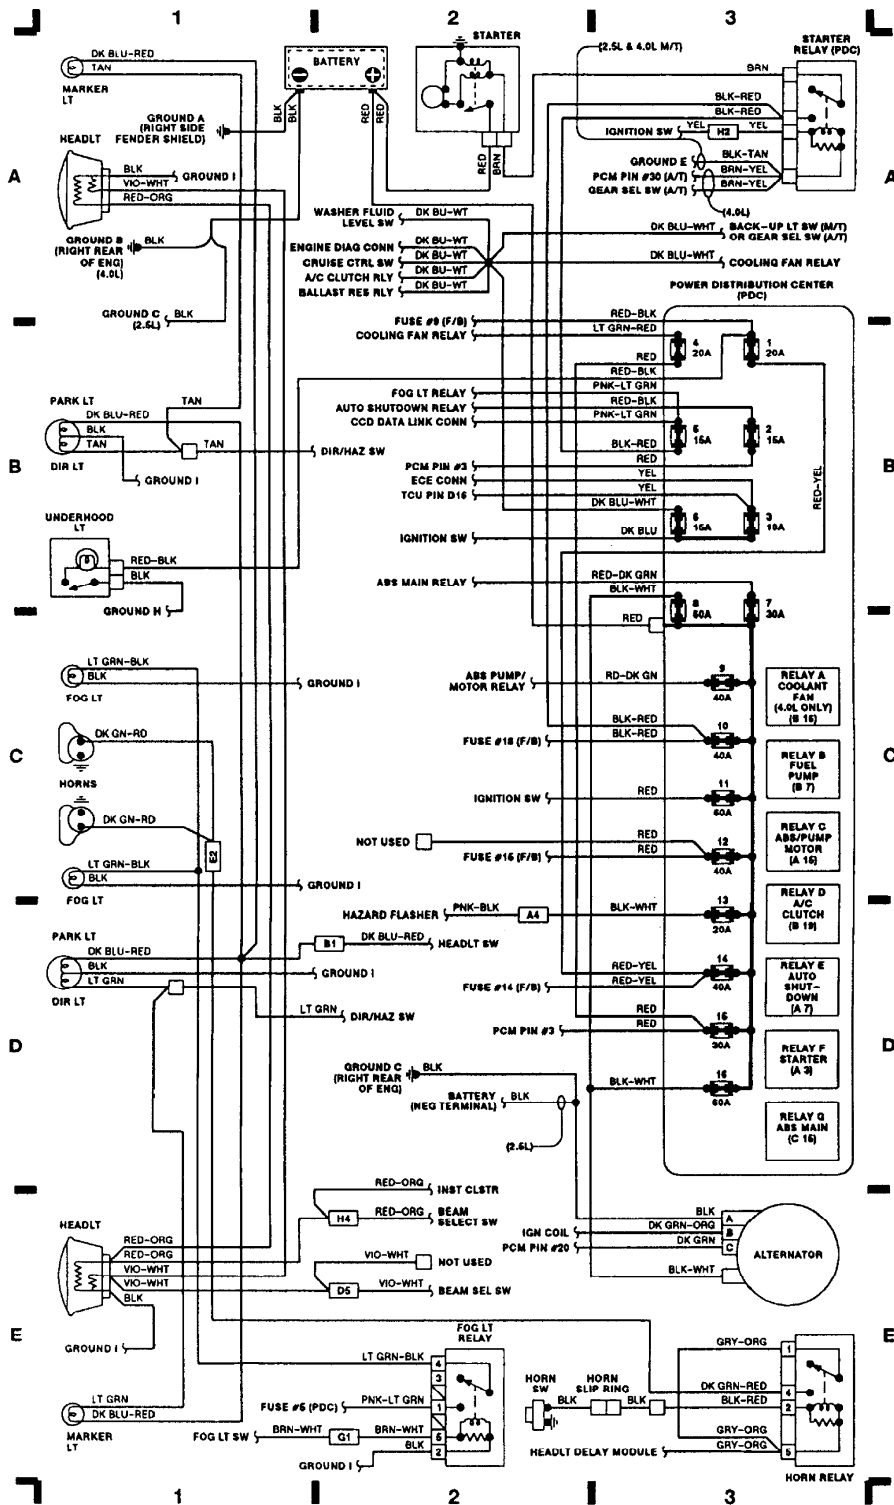 1
2
3
A
DK BLU-RED
TAN
MARKER
LT
BATTERY
STARTER
(2.5L & 4.0L M/T)
STARTER
RELAY (PDC)
BRN
BLK-RED
BLK-RED
IGNITION SW
YEL
H2
YEL
GROUND A
(RIGHT SIDE
FENDER SHIELD)
BLK
BLK
RED
RED
RED
BRN
HEADLT
BLK
GROUND I
VIO-WHT
RED-ORG
GROUND E
BLK-TAN
PCM PIN #30 (A/T)
BRN-YEL
GEAR SEL SW (A/T)
BRN-YEL
(4.0L)
A
GROUND B
(RIGHT REAR
OF ENG)
(4.0L)
BLK
WASHER FLUID
LEVEL SW
DK BU-WT
ENGINE DIAG CONN
DK BU-WT
CRUISE CTRL SW
DK BU-WT
A/C CLUTCH RLY
DK BU-WT
BALLAST RES RLY
DK BU-WT
DK BLU-WHT
BACK-UP LT SW (M/T)
OR GEAR SEL SW (A/T)
DK BLU-WHT
COOLING FAN RELAY
GROUND C
(2.5L)
BLK
POWER DISTRIBUTION CENTER
(PDC)
FUSE #9 (F/B)
RED-BLK
COOLING FAN RELAY
LT GRN-RED
4
20A
1
20A
RED
RED-BLK
FOG LT RELAY
PNK-LT GRN
AUTO SHUTDOWN RELAY
RED-BLK
CCD DATA LINK CONN
PNK-LT GRN
5
15A
2
15A
BLK-RED
PCM PIN #3
RED
ECE CONN
YEL
TCU PIN D16
YEL
DK BLU-WHT
6
15A
3
10A
IGNITION SW
DK BLU
RED-YEL
B
PARK LT
DK BLU-RED
BLK
TAN
DIR LT
TAN
TAN
DIR/HAZ SW
GROUND I
B
UNDERHOOD
LT
RED-BLK
BLK
GROUND H
ABS MAIN RELAY
RED-DK GRN
BLK-WHT
8
50A
7
30A
RED
LT GRN-BLK
BLK
FOG LT
GROUND I
ABS PUMP/
MOTOR RELAY
RD-DK GN
9
40A
RELAY A
COOLANT
FAN
(4.0L ONLY)
(B 15)
C
DK GN-RD
HORNS
BLK-RED
FUSE #18 (F/B)
BLK-RED
10
40A
RELAY B
FUEL
PUMP
(B 7)
C
IGNITION SW
RED
11
50A
DK GN-RD
E2
NOT USED
RED
FUSE #15 (F/B)
RED
12
40A
RELAY C
ABS/PUMP
MOTOR
(A 15)
LT GRN-BLK
BLK
FOG LT
GROUND I
HAZARD FLASHER
PNK-BLK
A4
BLK-WHT
13
20A
RELAY D
A/C
CLUTCH
(B 19)
PARK LT
DK BLU-RED
BLK
LT GRN
DIR LT
B1
DK BLU-RED
HEADLT SW
GROUND I
LT GRN
DIR/HAZ SW
RED-YEL
FUSE #14 (F/B)
RED-YEL
14
40A
RELAY E
AUTO
SHUT-
DOWN
(A 7)
D
RED
PCM PIN #3
RED
15
30A
RELAY F
STARTER
(A 3)
D
GROUND C
(RIGHT REAR
OF ENG)
BLK
BLK-WHT
16
60A
BATTERY
(NEG TERMINAL)
BLK
(2.5L)
RELAY G
ABS MAIN
(C 15)
RED-ORG
INST CLSTR
H4
RED-ORG
BEAM
SELECT SW
BLK
A
IGN COIL
DK GRN-ORG
B
PCM PIN #20
DK GRN
C
BLK-WHT
ALTERNATOR
HEADLT
RED-ORG
RED-ORG
VIO-WHT
VIO-WHT
BLK
GROUND I
VIO-WHT
NOT USED
D5
VIO-WHT
BEAM SEL SW
E
FOG LT
RELAY
LT GRN-BLK
4
3
FUSE #5 (PDC)
PNK-LT GRN
1
FOG LT SW
BRN-WHT
G1
BRN-WHT
5
BLK
2
GROUND I
HORN
SW
BLK
HORN
SLIP RING
BLK
GRY-ORG
1
DK GRN-RED
4
BLK-RED
2
GRY-ORG
HEADLT DELAY MODULE
GRY-ORG
5
HORN RELAY
E
LT GRN
DK BLU-RED
MARKER
LT
1
2
3